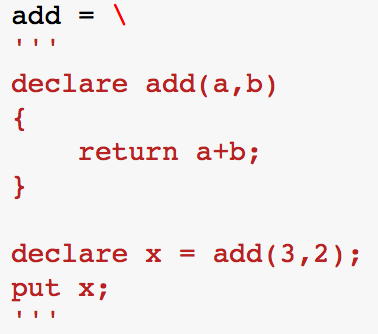 add = \
'''
declare add(a,b)
{
    return a+b;
}

declare x = add(3,2);
put x;
'''